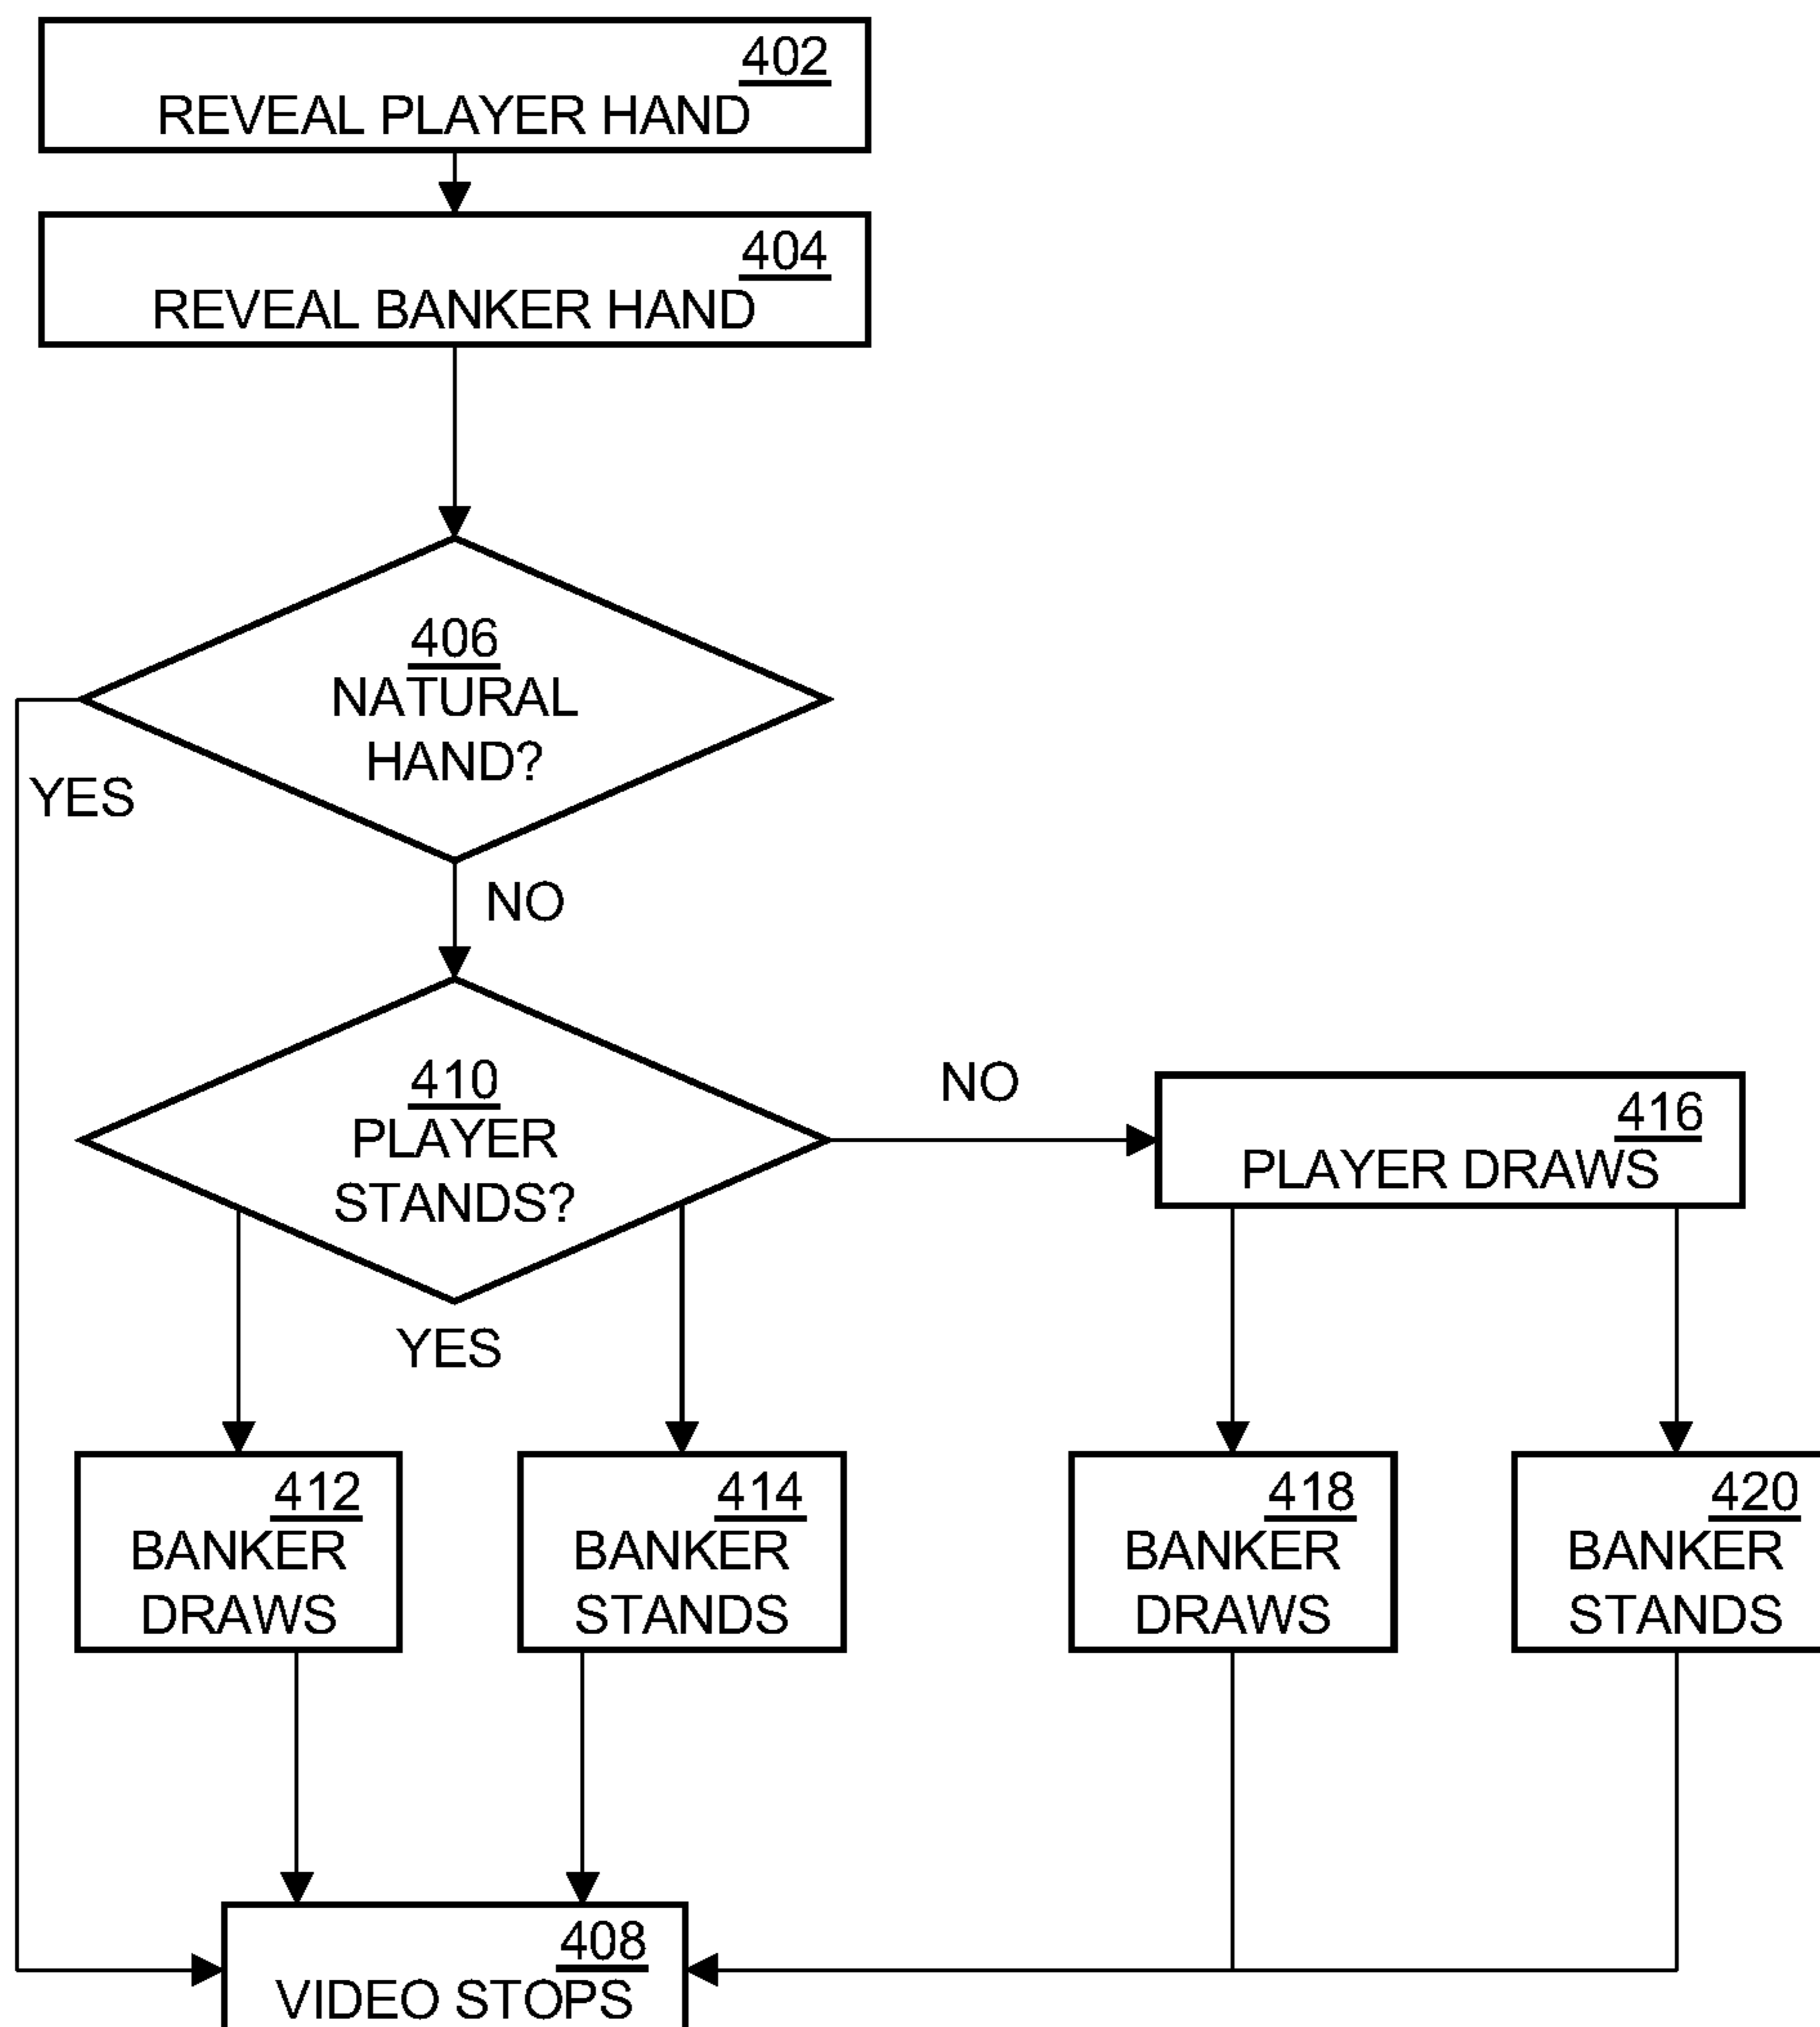 402
REVEAL PLAYER HAND
404
REVEAL BANKER HAND
406
NATURAL
HAND?
YES
NO
410
PLAYER
STANDS?
NO
416
PLAYER DRAWS
YES
412
BANKER
DRAWS
414
BANKER
STANDS
418
BANKER
DRAWS
420
BANKER
STANDS
408
VIDEO STOPS